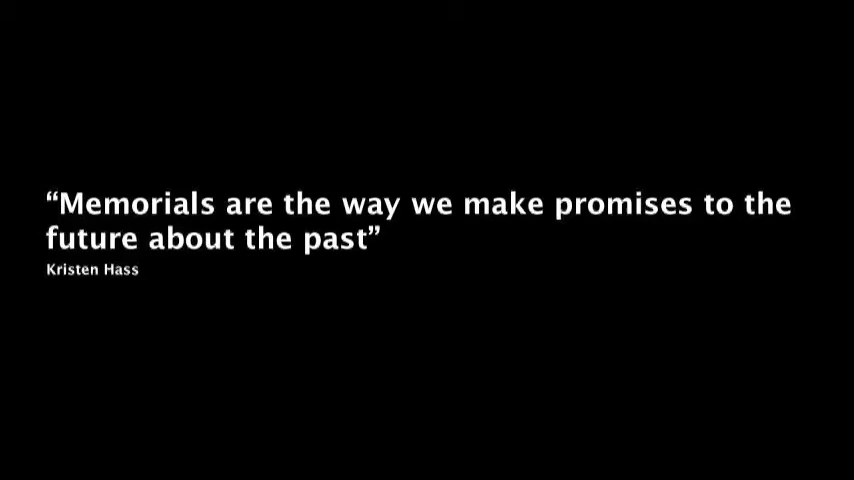 “Memorials are the way we make promises to the
future about the past”
Kristen Hass